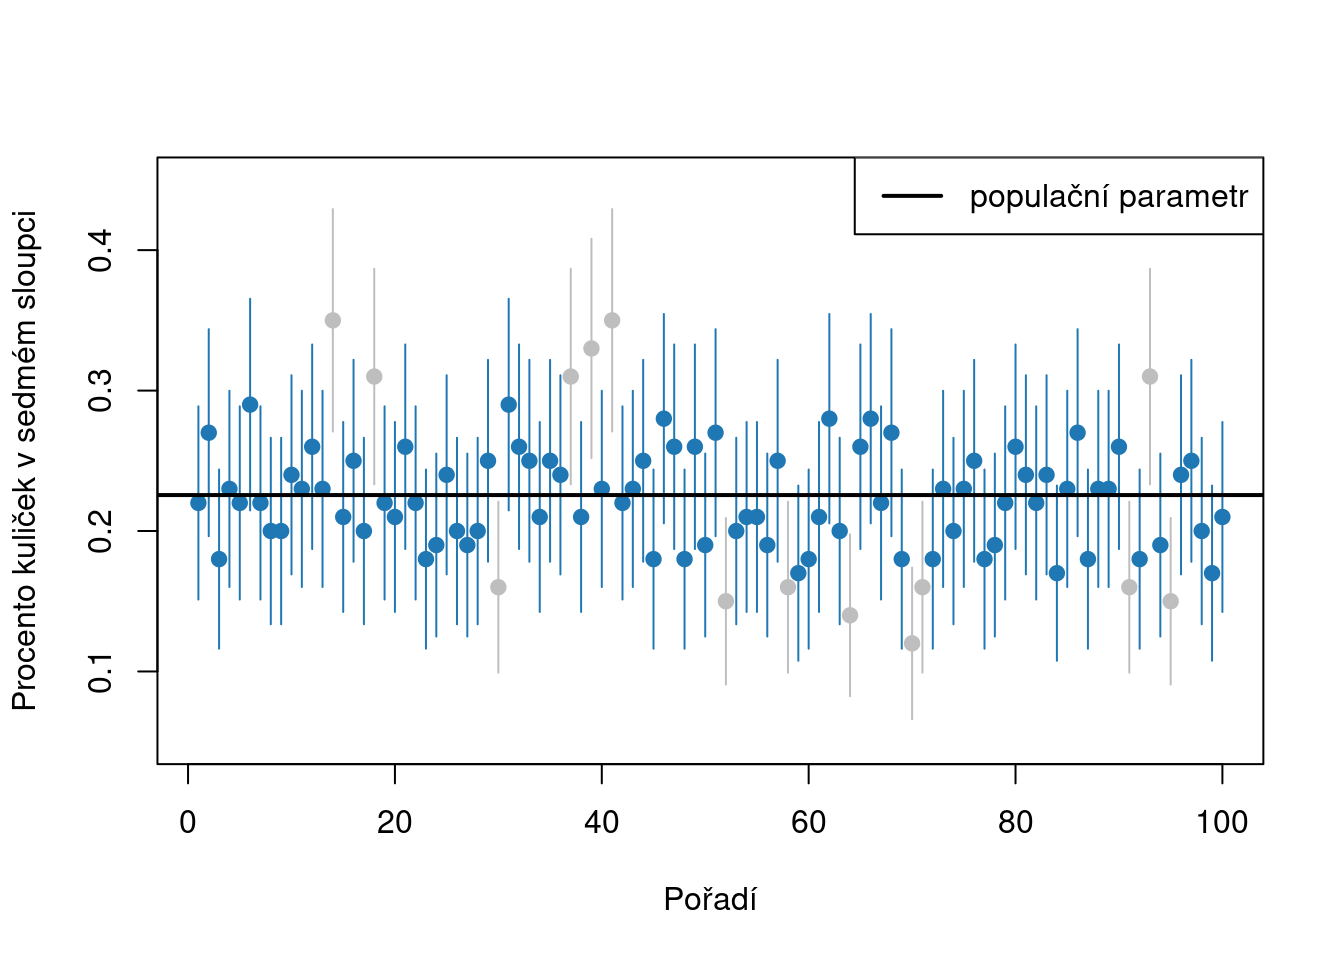 populační parametr
Procento kuliček v sedmém sloupci
0.4
0.3
0.2
0.1
0 20 40 60 80 100
Pořadí